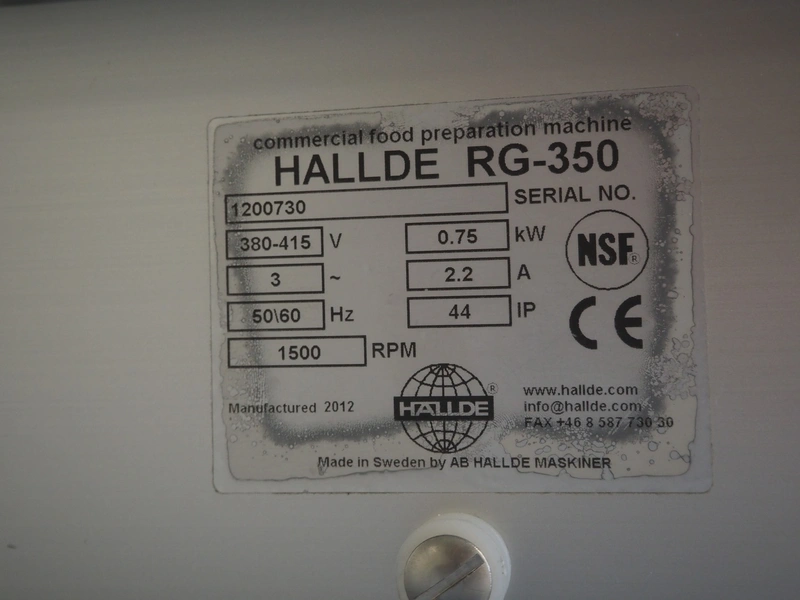 commercial food preparation machine
HALLDE RG-350
1200730 SERIAL NO.
380-415 V 0.75 kW
3 ~ 2.2 A
NSF®
50\60 Hz 44 IP
CE
1500 RPM
HALLDE®
www.hallde.com
Manufactured 2012
info@hallde.com
FAX +46 8 587 730 30
Made in Sweden by AB HALLDE MASKINER